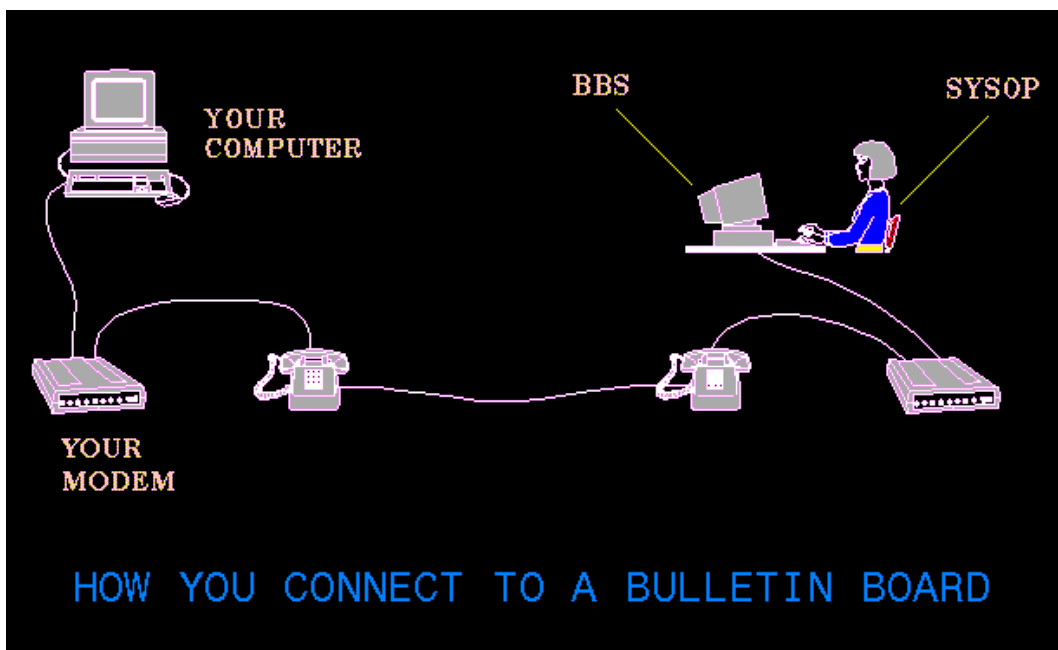 YOUR
COMPUTER
BBS
SYSOP
YOUR
MODEM
HOW YOU CONNECT TO A BULLETIN BOARD